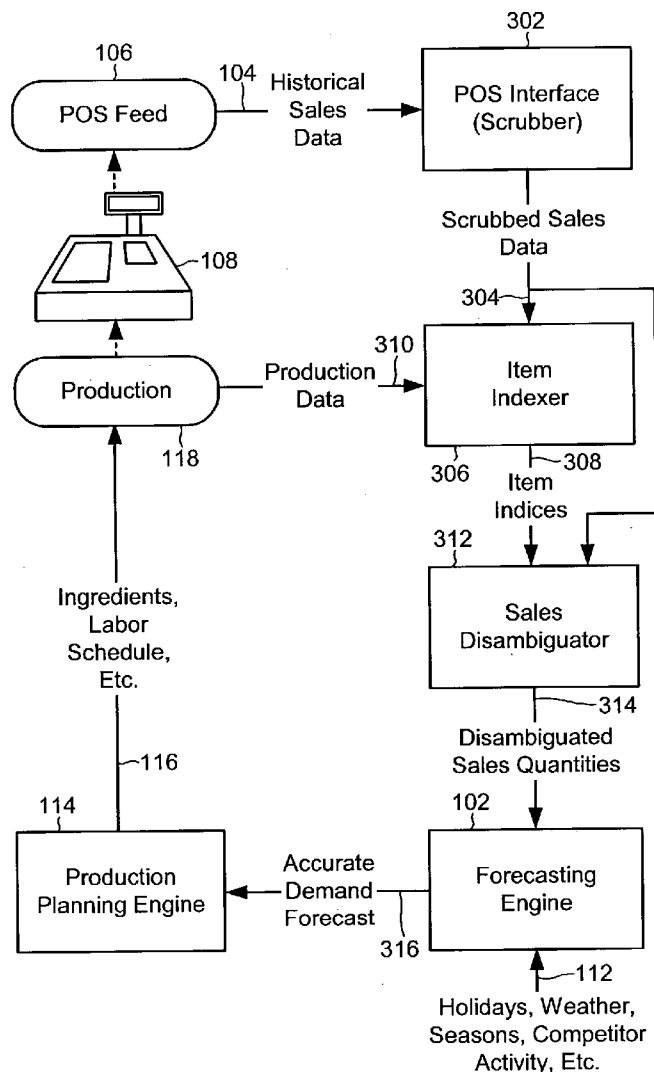 302
106
104
POS Feed
Historical
Sales
Data
POS Interface
(Scrubber)
108
Scrubbed Sales
Data
304
310
Production
Production
Data
Item
Indexer
118
306
308
Item
Indices
312
Ingredients,
Labor
Schedule,
Etc.
Sales
Disambiguator
314
Disambiguated
Sales Quantities
116
114
102
Production
Planning Engine
Accurate
Demand
Forecast
Forecasting
Engine
316
112
Holidays, Weather,
Seasons, Competitor
Activity, Etc.